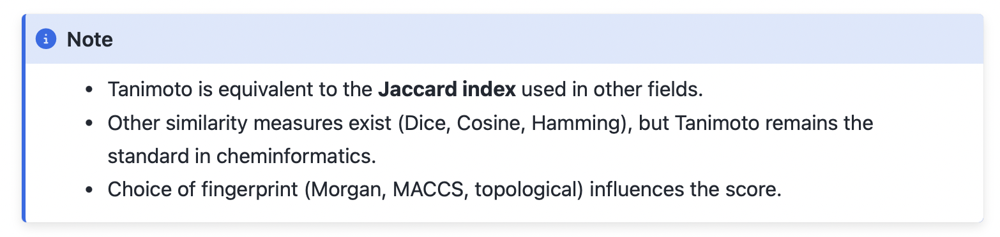 Note
• Tanimoto is equivalent to the Jaccard index used in other fields.
• Other similarity measures exist (Dice, Cosine, Hamming), but Tanimoto remains the
standard in cheminformatics.
• Choice of fingerprint (Morgan, MACCS, topological) influences the score.